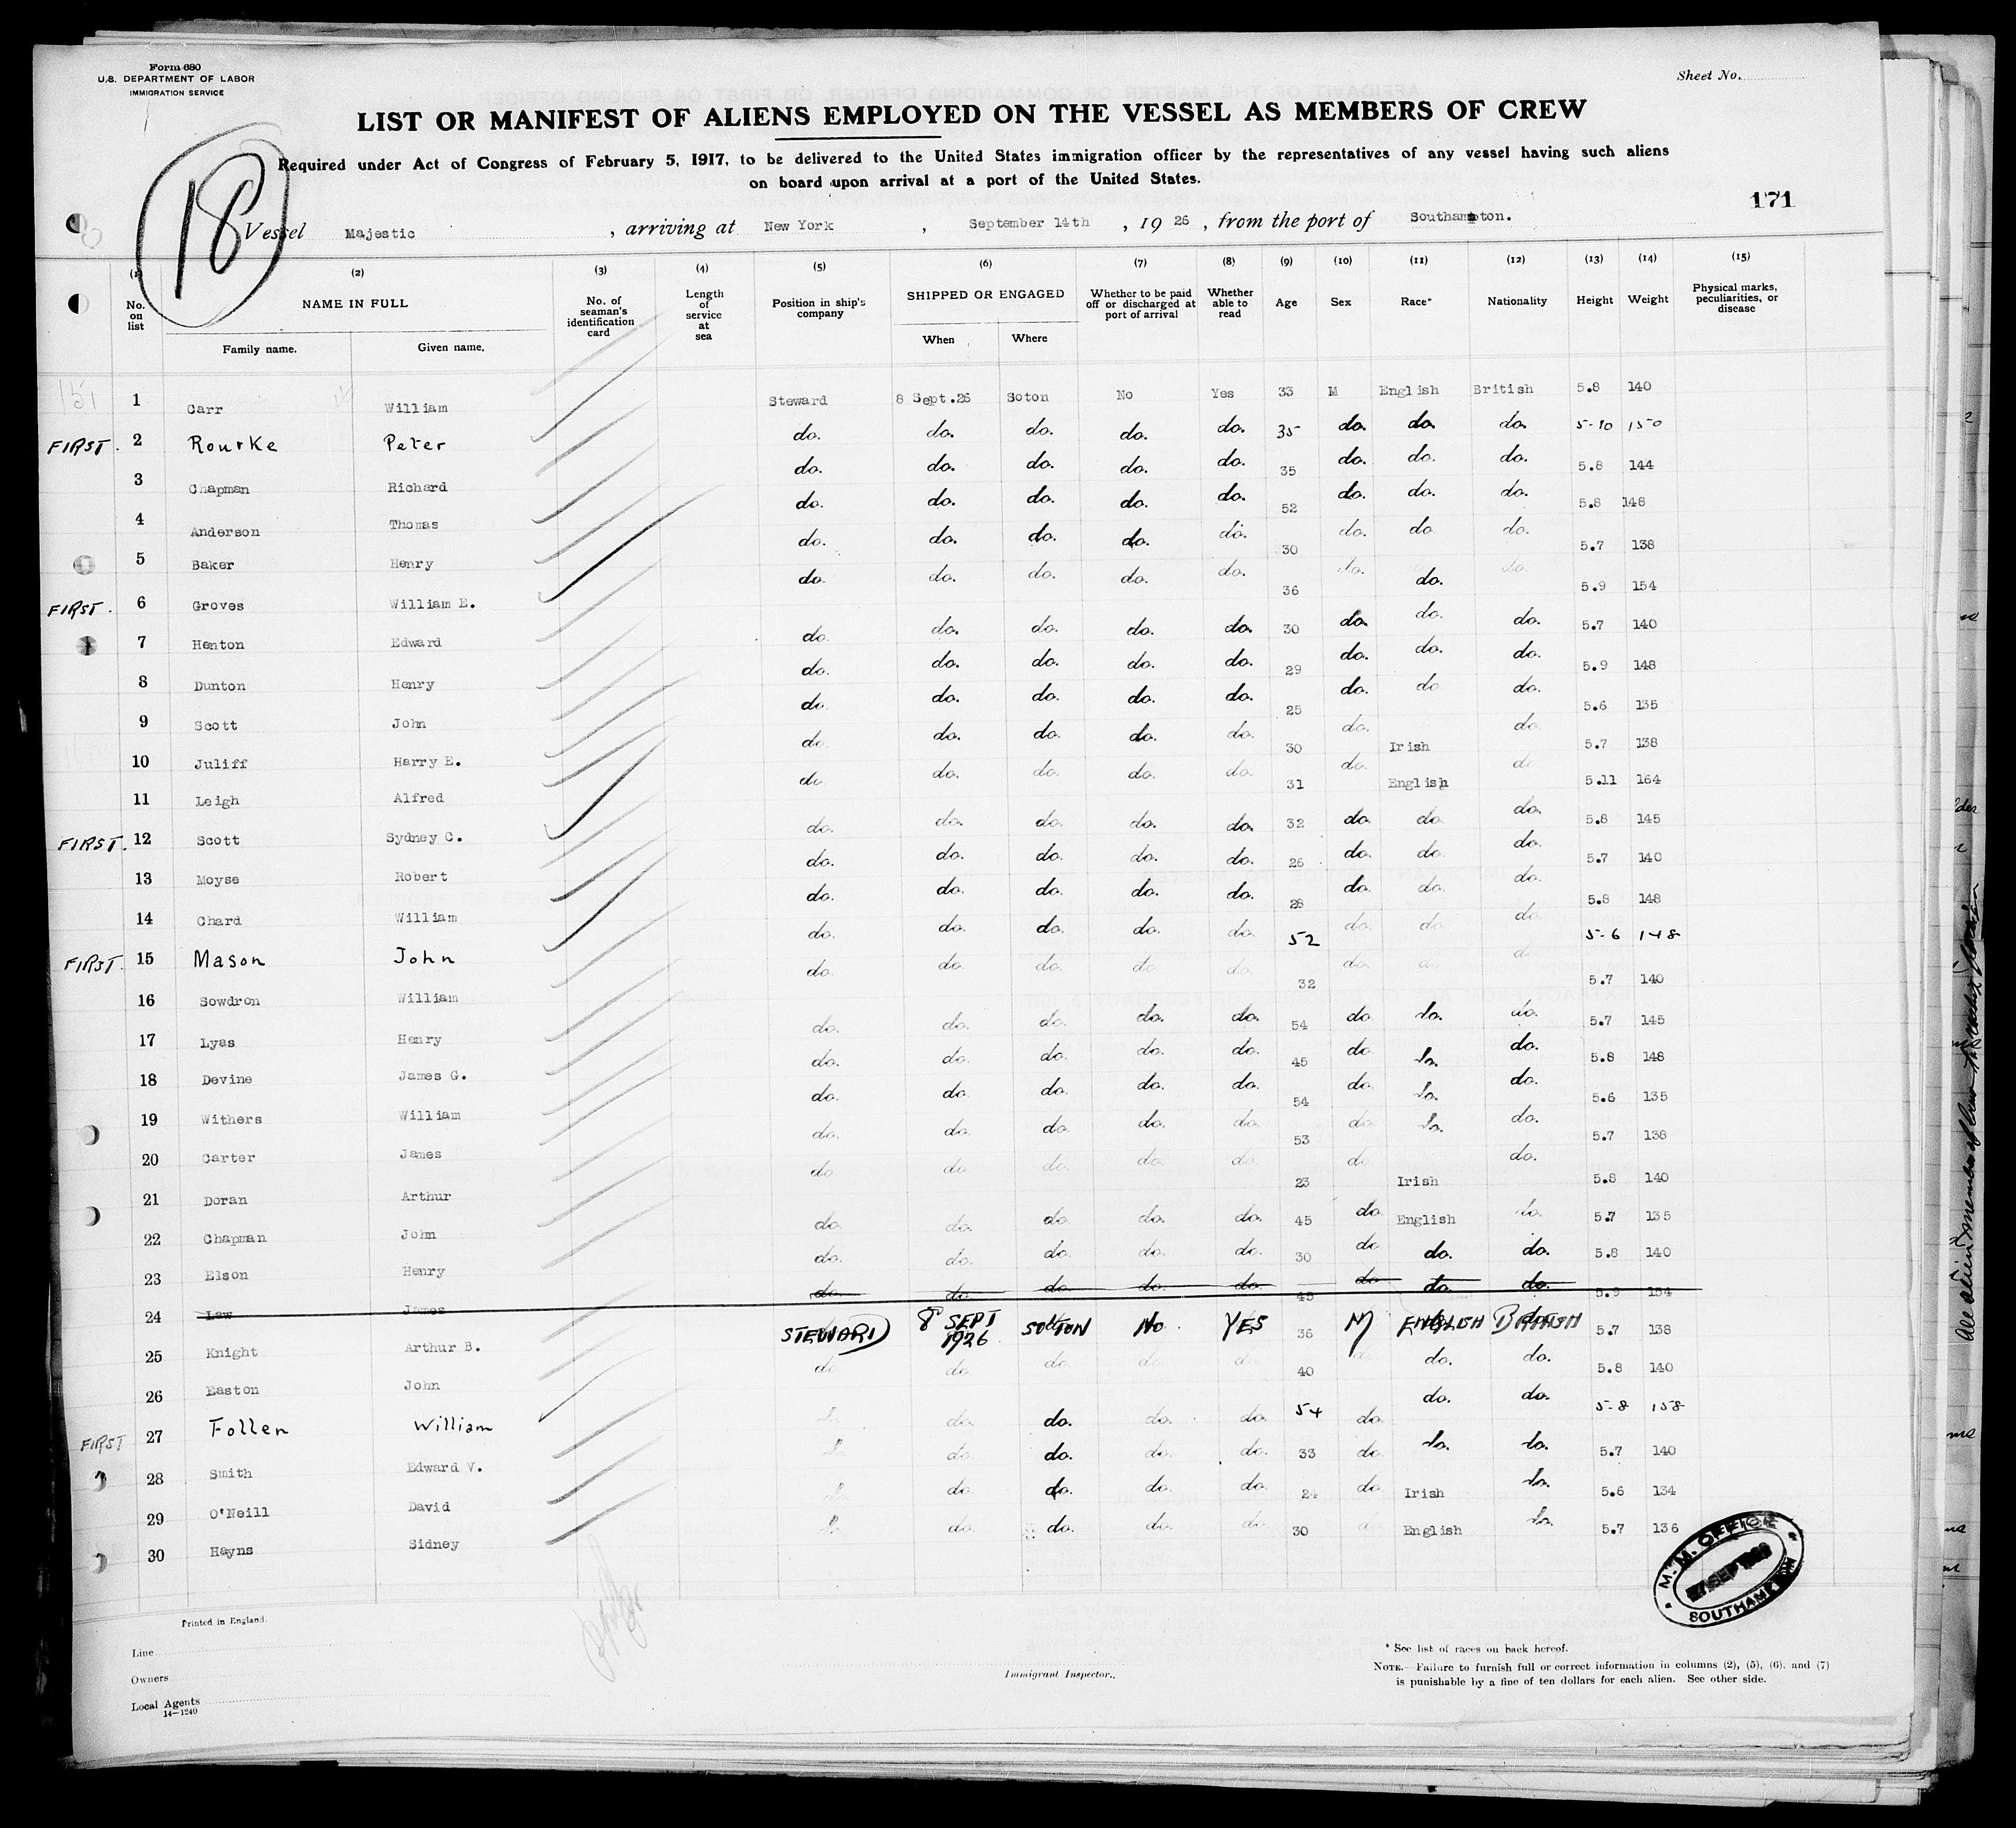 Form 680
U.S. DEPARTMENT OF LABOR
IMMIGRATION SERVICE
Sheet No.
LIST OR MANIFEST OF ALIENS EMPLOYED ON THE VESSEL AS MEMBERS OF CREW
Required under Act of Congress of February 5, 1917, to be delivered to the United States immigration officer by the representatives of any vessel having such aliens
on board upon arrival at a port of the United States.
18
171
Vessel Majestic , arriving at New York , September 14th , 19 26 , from the port of Southampton.
(1) (2) (3) (4) (5) (6) (7) (8) (9) (10) (11) (12) (13) (14) (15)
No. on list NAME IN FULL Family name. Given name. No. of seaman's identification card Length of service at sea Position in ship's company SHIPPED OR ENGAGED When Where Whether to be paid off or discharged at port of arrival Whether able to read Age Sex Race* Nationality Height Weight Physical marks, peculiarities, or disease
151
1 Carr William Steward 8 Sept.26 Soton No Yes 33 M English British 5.8 140
FIRST. 2 Rourke Peter do. do. do. do. do. 35 do. do. do. 5-10 150
3 Chapman Richard do. do. do. do. do. 35 do. do. do. 5.8 144
4 Anderson Thomas do. do. do. do. do. 52 do. do. do. 5.8 148
5 Baker Henry do. do. do. do. do. 30 do. do do. 5.7 138
FIRST. 6 Groves William E. do. do. do. do. do. 36 do. do. do. 5.9 154
7 Henton Edward do. do. do. do. do. 30 do. do. do. 5.7 140
8 Dunton Henry do. do. do. do. do. 29 do. do. do. 5.9 148
9 Scott John do. do. do. do. do. 25 do. do do. 5.6 135
10 Juliff Harry E. do. do. do. do. do. 30 do. Irish do. 5.7 138
11 Leigh Alfred do do. do. do. do. 31 do. English do 5.11 164
FIRST. 12 Scott Sydney C. do. do. do. do. do. 32 do. do. do. 5.8 145
13 Moyse Robert do. do. do. do. do. 26 do. do. do. 5.7 140
14 Chard William do. do. do. do. do. 28 do. do. do. 5.8 148
FIRST. 15 Mason John do. do. do. do. do. 52 do. do. do. 5-6 148
16 Sowdron William do. do. do. do. do. 32 do. do. do 5.7 140
17 Lyas Henry do. do. do. do. do. 54 do. do. do. 5.7 145
18 Devine James G. do. do. do. do. do. 45 do. do. do. 5.8 148
19 Withers William do. do. do. do. do. 54 do. do. do. 5.6 135
20 Carter James do. do. do. do. do. 53 do. do. do. 5.7 138
21 Doran Arthur do do. do. do. do. 23 do. Irish do. 5.8 140
22 Chapman John do. do. do. do. do. 45 do. English do. 5.7 135
23 Elson Henry do. do. do. do. do. 30 do. do. do. 5.8 140
24 Law James do. do. do. do. do. 45 do. do. do. 5.9 154
25 Knight Arthur B. STEWARD 8 SEPT 1926 SOTON No. YES 36 M ENGLISH BRITISH 5.7 138
26 Easton John do do. do. do. do. 40 do. do. do. 5.8 140
FIRST 27 Follen William do. do. do. do. do. 54 do. do. do. 5-8 158
28 Smith Edward V. do. do. do. do. do. 33 do. do. do. 5.7 140
29 O'Neill David do. do. do. do. do. 24 do. Irish do. 5.6 134
30 Hayns Sidney do. do. do. do. do. 30 do English do. 5.7 136
M.M. OFFICE
SOUTHAMPTON
Printed in England.
Line
Owners
Local Agents
14—1240
Immigrant Inspector.
* See list of races on back hereof.
NOTE.—Failure to furnish full or correct information in columns (2), (5), (6), and (7)
is punishable by a fine of ten dollars for each alien. See other side.